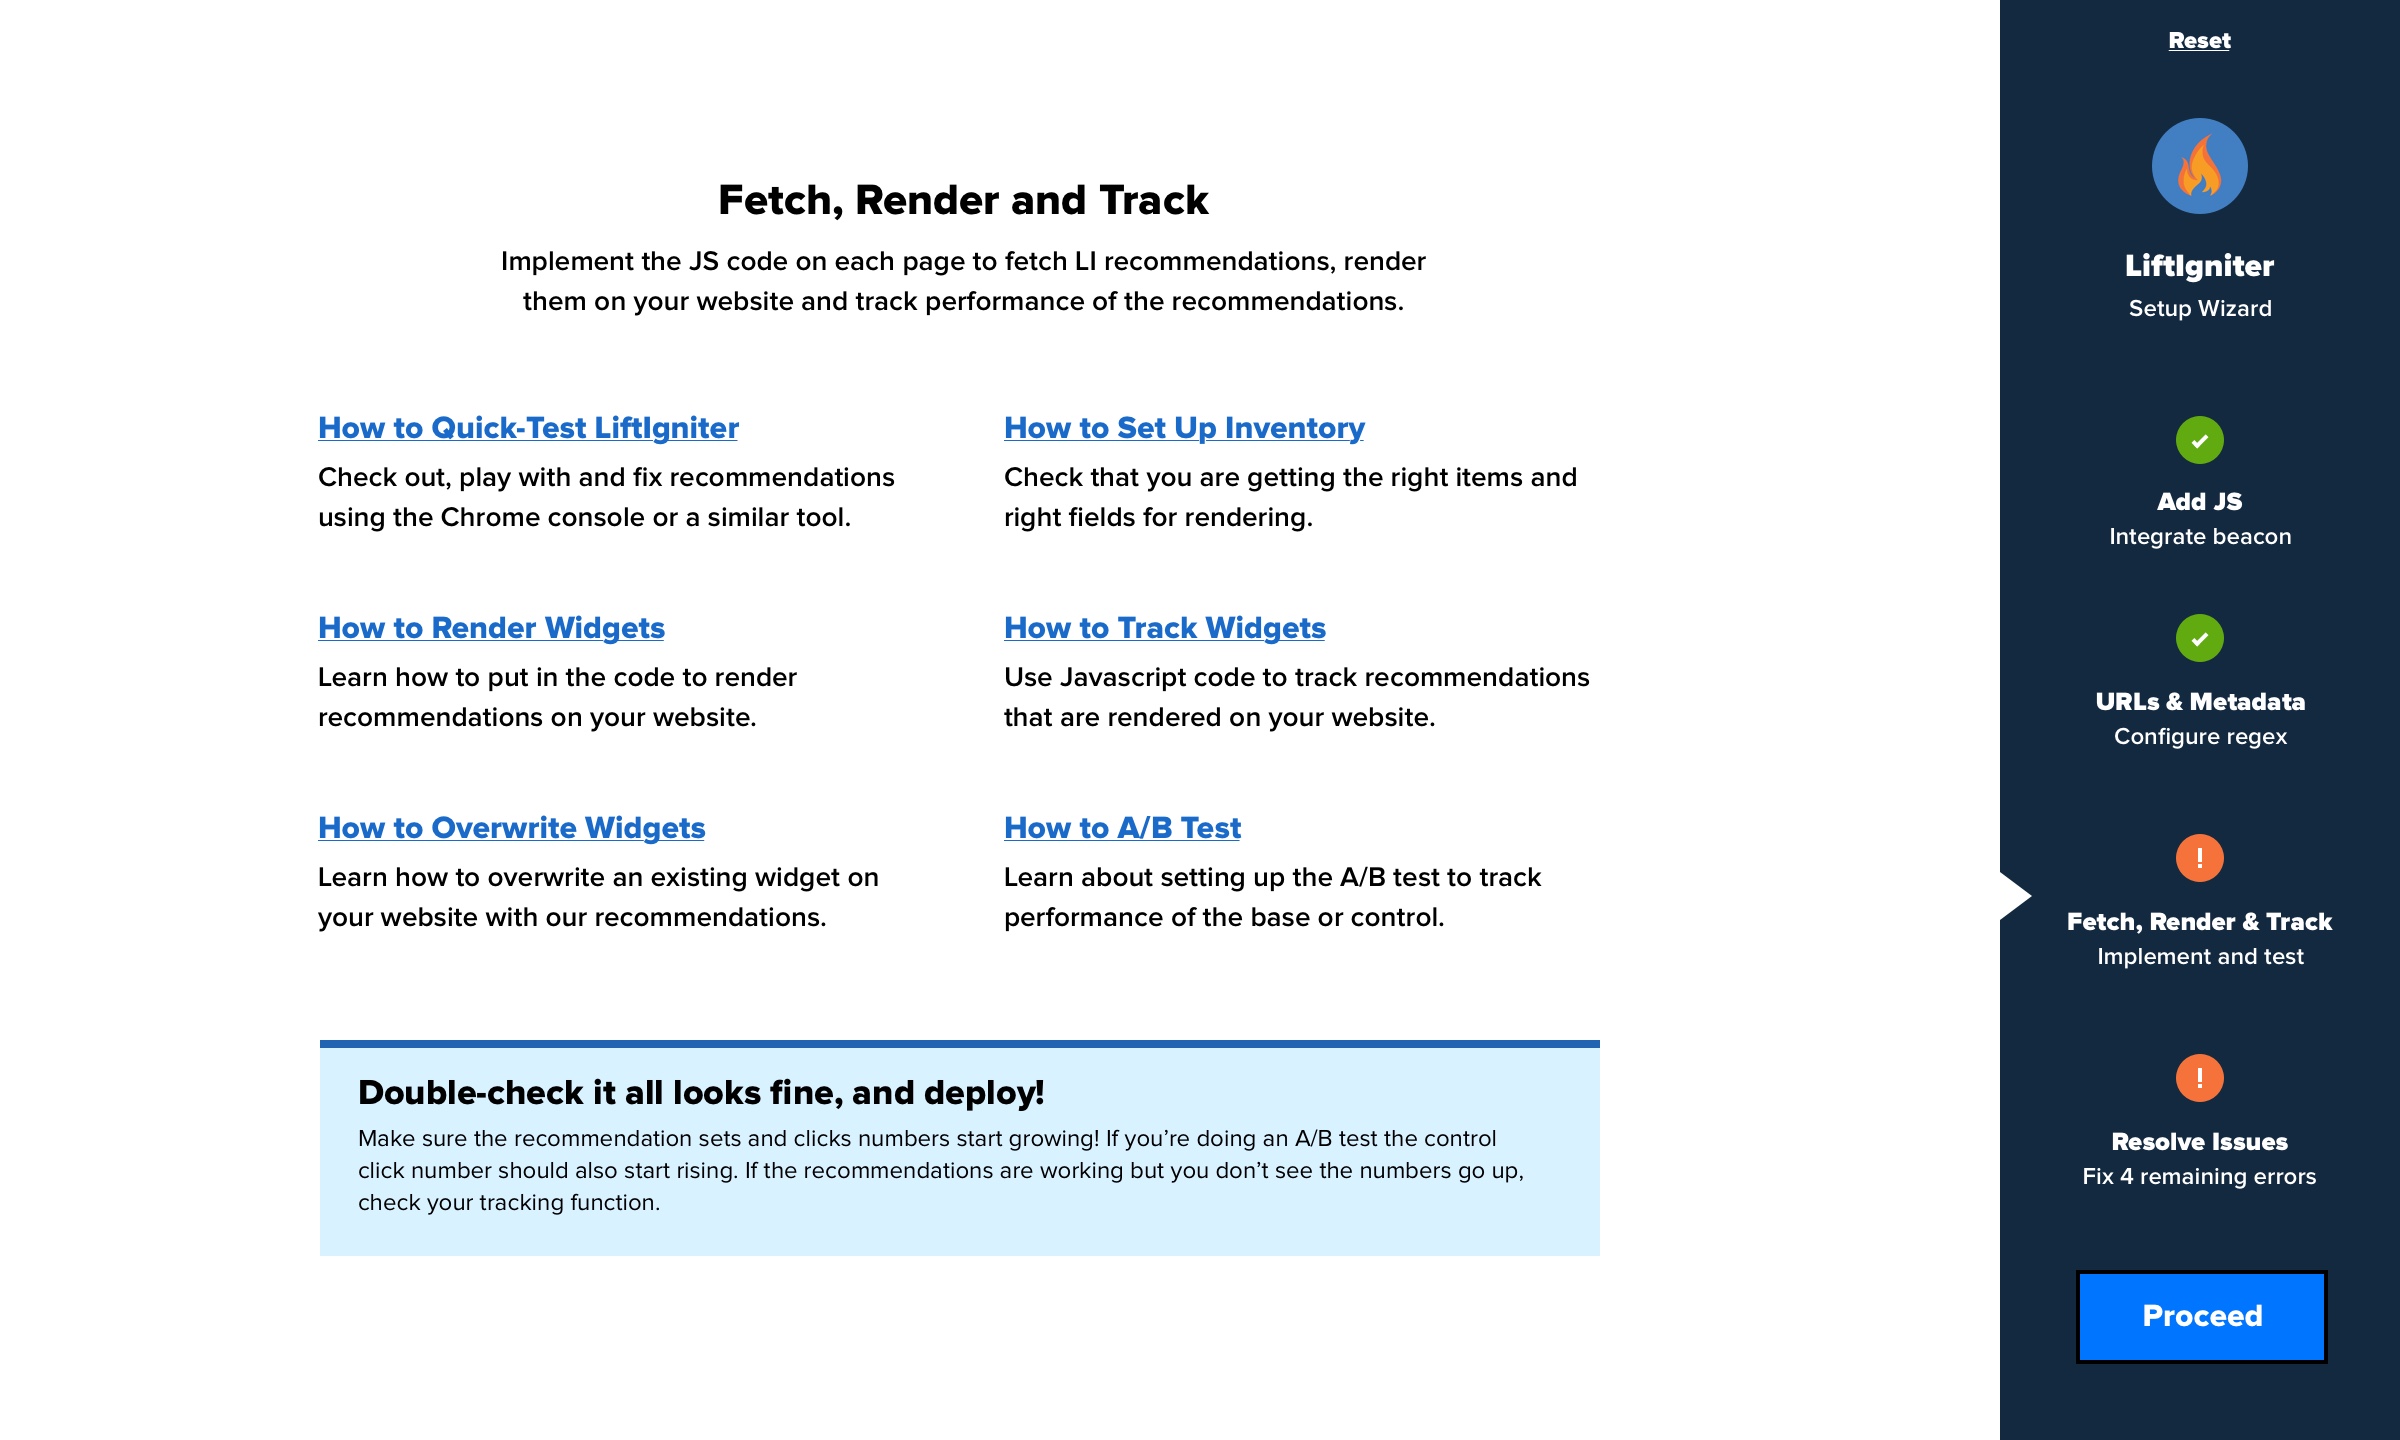 Fetch, Render and Track
Implement the JS code on each page to fetch LI recommendations, render
them on your website and track performance of the recommendations.
How to Quick-Test LiftIgniter
Check out, play with and fix recommendations
using the Chrome console or a similar tool.
How to Set Up Inventory
Check that you are getting the right items and
right fields for rendering.
How to Render Widgets
Learn how to put in the code to render
recommendations on your website.
How to Track Widgets
Use Javascript code to track recommendations
that are rendered on your website.
How to Overwrite Widgets
Learn how to overwrite an existing widget on
your website with our recommendations.
How to A/B Test
Learn about setting up the A/B test to track
performance of the base or control.
Double-check it all looks fine, and deploy!
Make sure the recommendation sets and clicks numbers start growing! If you’re doing an A/B test the control
click number should also start rising. If the recommendations are working but you don’t see the numbers go up,
check your tracking function.
Reset
LiftIgniter
Setup Wizard
Add JS
Integrate beacon
URLs & Metadata
Configure regex
!
Fetch, Render & Track
Implement and test
!
Resolve Issues
Fix 4 remaining errors
Proceed